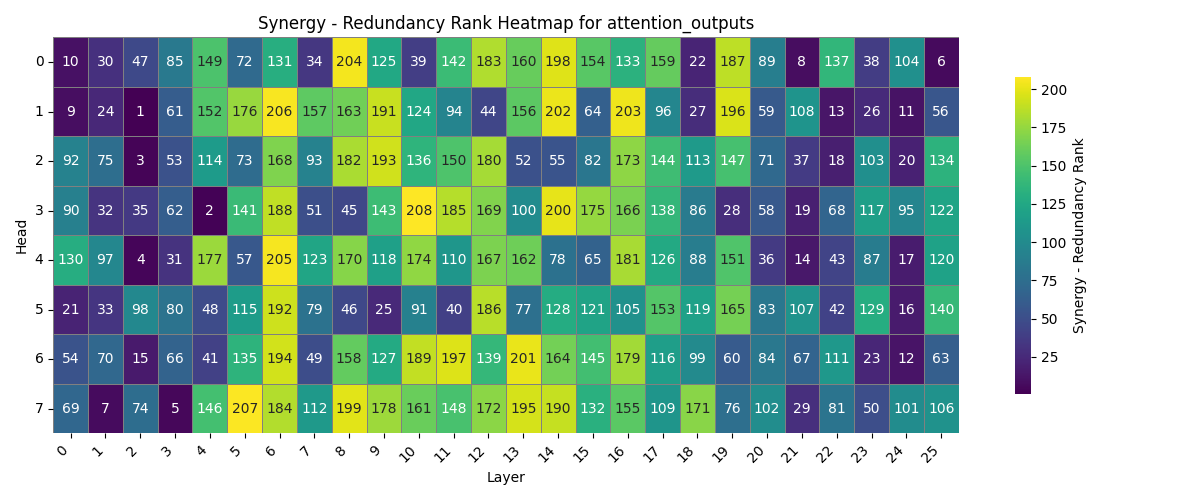 Synergy - Redundancy Rank Heatmap for attention_outputs
0 10 30 47 85 149 72 131 34 204 125 39 142 183 160 198 154 133 159 22 187 89 8 137 38 104 6
1 9 24 1 61 152 176 206 157 163 191 124 94 44 156 202 64 203 96 27 196 59 108 13 26 11 56
2 92 75 3 53 114 73 168 93 182 193 136 150 180 52 55 82 173 144 113 147 71 37 18 103 20 134
3 90 32 35 62 2 141 188 51 45 143 208 185 169 100 200 175 166 138 86 28 58 19 68 117 95 122
4 130 97 4 31 177 57 205 123 170 118 174 110 167 162 78 65 181 126 88 151 36 14 43 87 17 120
5 21 33 98 80 48 115 192 79 46 25 91 40 186 77 128 121 105 153 119 165 83 107 42 129 16 140
6 54 70 15 66 41 135 194 49 158 127 189 197 139 201 164 145 179 116 99 60 84 67 111 23 12 63
7 69 7 74 5 146 207 184 112 199 178 161 148 172 195 190 132 155 109 171 76 102 29 81 50 101 106
Head
0 1 2 3 4 5 6 7 8 9 10 11 12 13 14 15 16 17 18 19 20 21 22 23 24 25
Layer
200
175
150
125
100
75
50
25
Synergy - Redundancy Rank